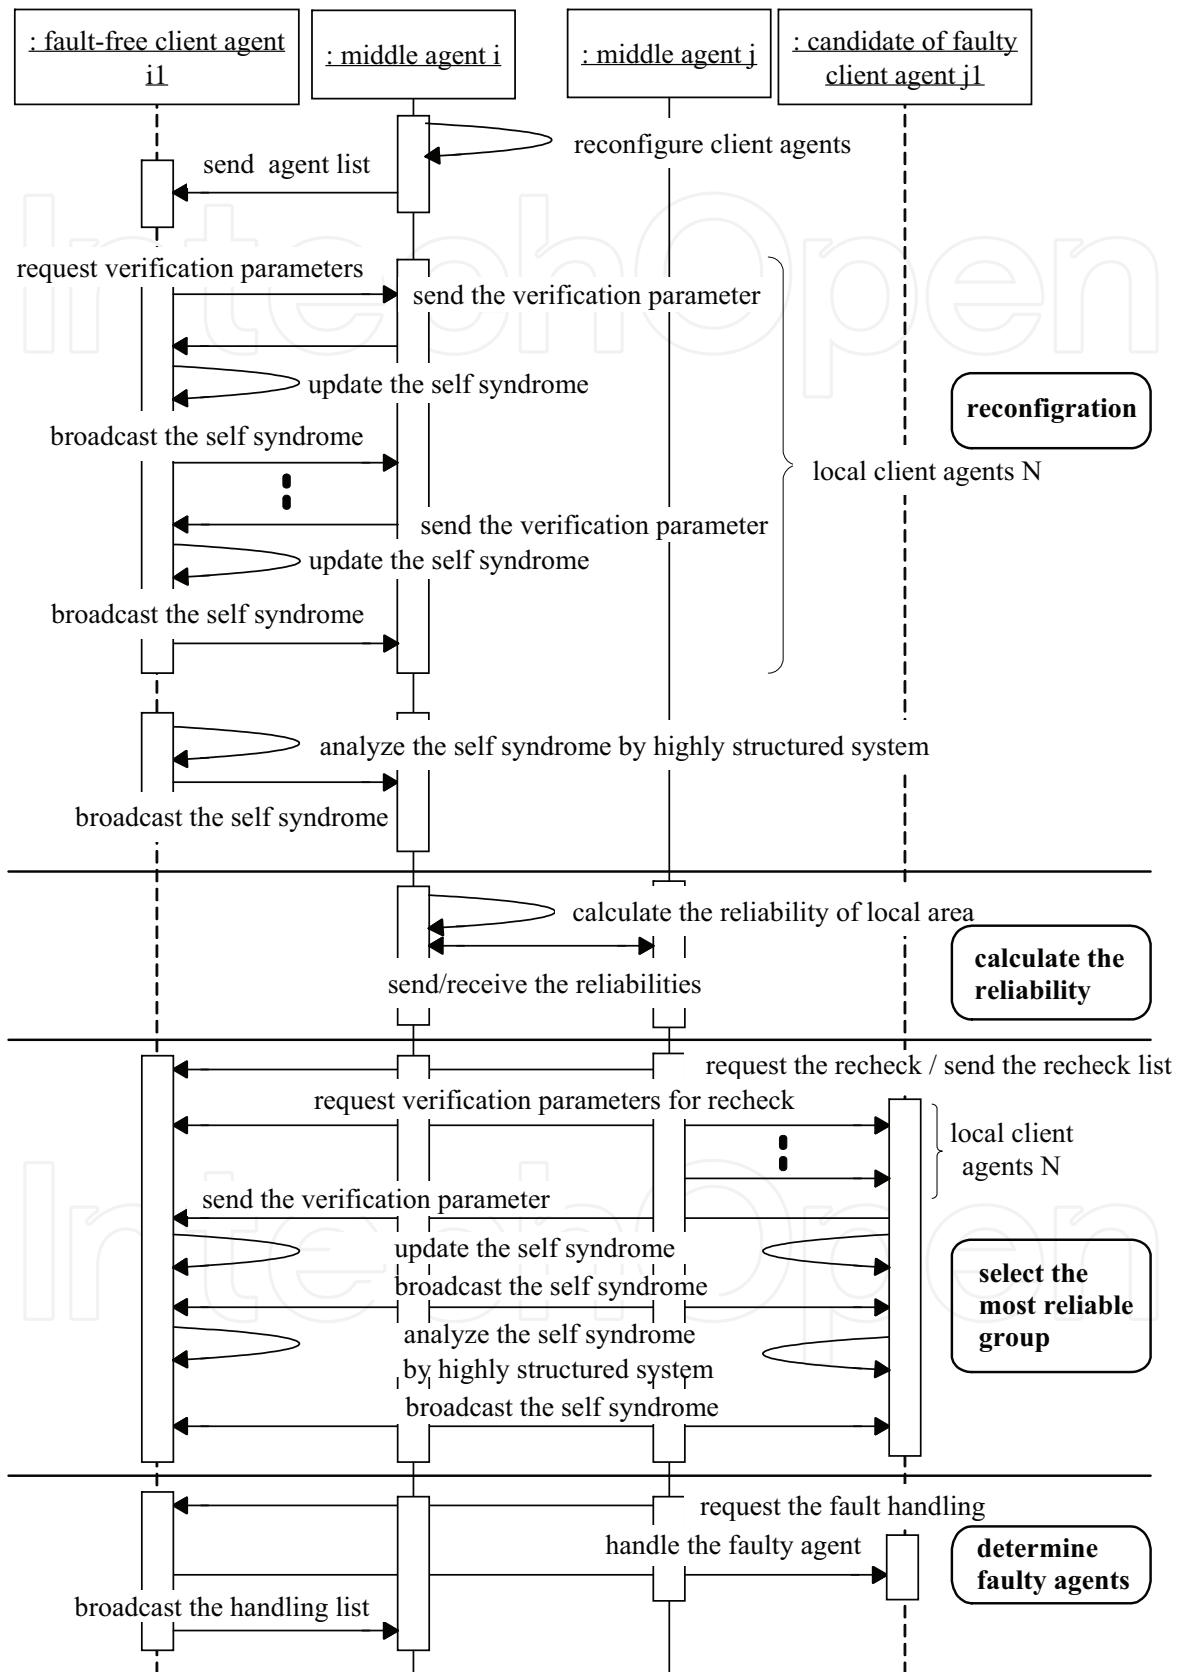 : fault-free client agent
i1
: middle agent i
: middle agent j
: candidate of faulty
client agent j1
reconfigure client agents
send agent list
request verification parameters
send the verification parameter
update the self syndrome
reconfigration
broadcast the self syndrome
local client agents N
send the verification parameter
update the self syndrome
broadcast the self syndrome
analyze the self syndrome by highly structured system
broadcast the self syndrome
calculate the reliability of local area
calculate the
reliability
send/receive the reliabilities
request the recheck / send the recheck list
request verification parameters for recheck
local client
agents N
send the verification parameter
update the self syndrome
broadcast the self syndrome
select the
most reliable
group
analyze the self syndrome
by highly structured system
broadcast the self syndrome
request the fault handling
handle the faulty agent
determine
faulty agents
broadcast the handling list
IntechOpen
IntechOpen